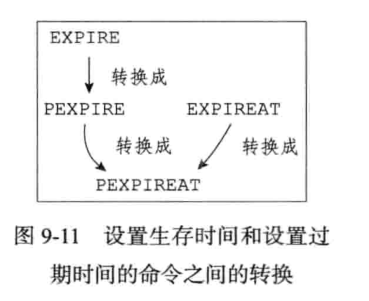 EXPIRE
转换成
PEXPIRE EXPIREAT
转换成 转换成
PEXPIREAT
图 9-11 设置生存时间和设置过
期时间的命令之间的转换